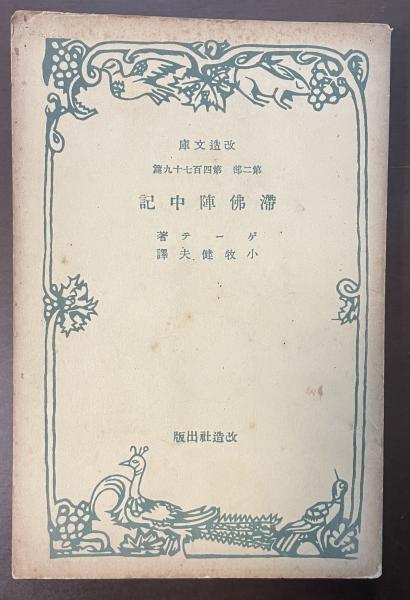 庫文造改
篇九十七百四第 部二第
記中陣佛滯
著 テーゲ
譯夫健牧小
版出社造改